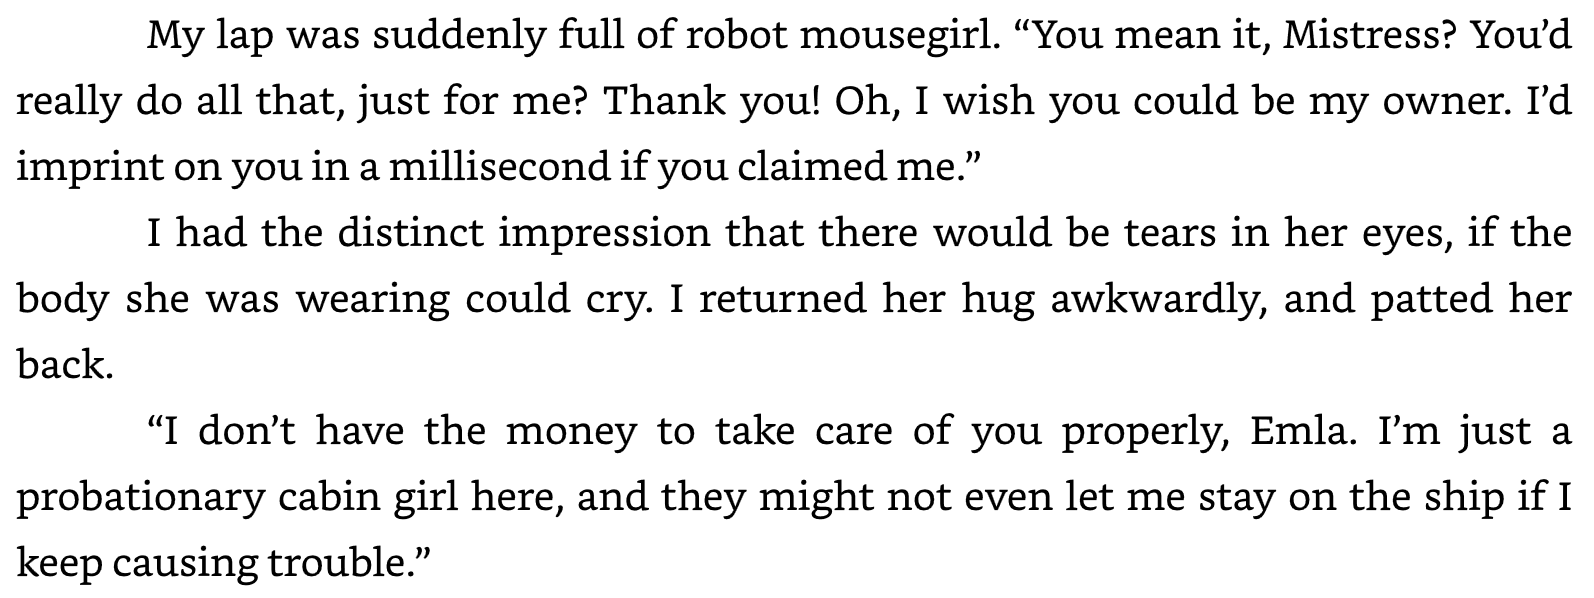 My lap was suddenly full of robot mousegirl. “You mean it, Mistress? You’d
really do all that, just for me? Thank you! Oh, I wish you could be my owner. I’d
imprint on you in a millisecond if you claimed me.”
I had the distinct impression that there would be tears in her eyes, if the
body she was wearing could cry. I returned her hug awkwardly, and patted her
back.
“I don’t have the money to take care of you properly, Emla. I’m just a
probationary cabin girl here, and they might not even let me stay on the ship if I
keep causing trouble.”